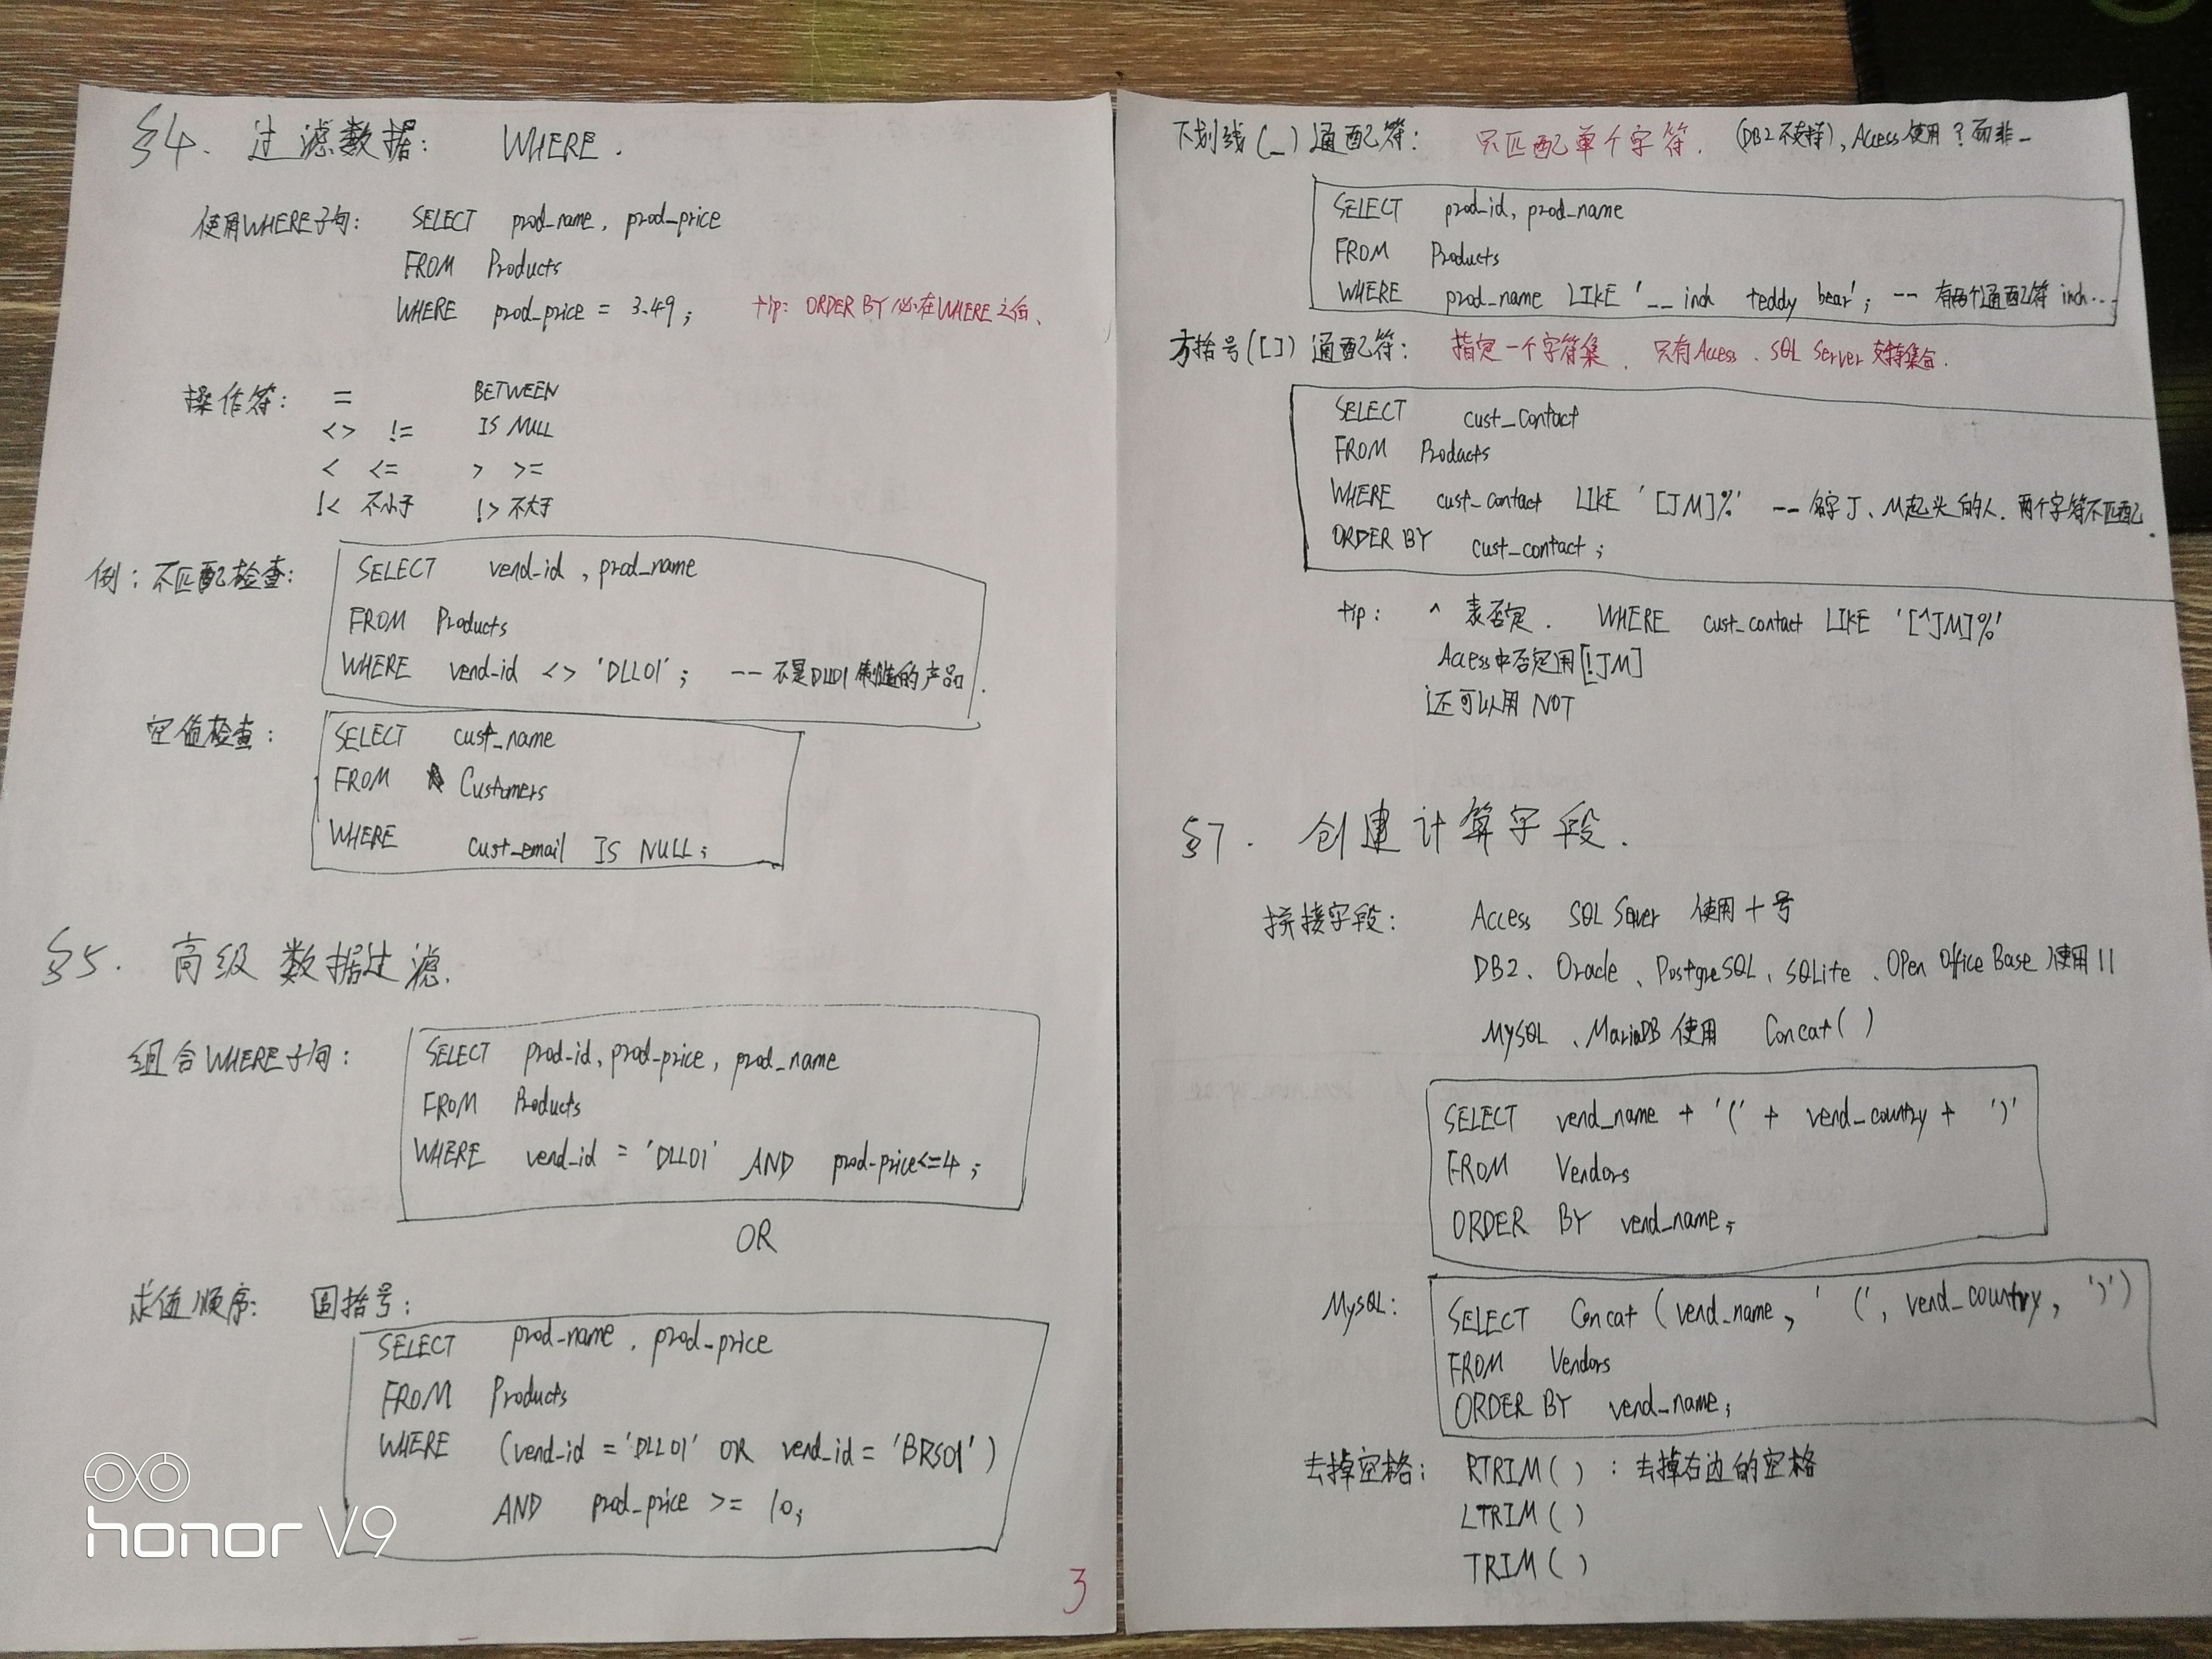 §4. 过滤数据: WHERE.
使用WHERE子句: SELECT prod_name, prod_price
FROM Products
WHERE prod_price = 3.49; tip: ORDER BY 必在WHERE之后、
操作符: = BETWEEN
<> != IS NULL
< <= > >=
!< 不小于 !> 不大于
例: 不匹配检查: SELECT vend_id, prod_name
FROM Products
WHERE vend_id <> 'DLL01'; -- 不是DLL01制造的产品.
空值检查: SELECT cust_name
FROM Customers
WHERE cust_email IS NULL;
§5. 高级数据过滤.
组合WHERE子句: SELECT prod_id, prod_price, prod_name
FROM Products
WHERE vend_id = 'DLL01' AND prod_price<=4;
OR
求值顺序: 圆括号:
SELECT prod_name, prod_price
FROM Products
WHERE (vend_id = 'DLL01' OR vend_id = 'BRS01')
AND prod_price >= 10;
3
honor V9
下划线(_)通配符: 只匹配单个字符. (DB2不支持), Access使用?而非_
SELECT prod_id, prod_name
FROM Products
WHERE prod_name LIKE '__ inch teddy bear'; -- 有两个通配符 inch...
方括号([])通配符: 指定一个字符集. 只有Access、SQL Server支持集合.
SELECT cust_contact
FROM Products
WHERE cust_contact LIKE '[JM]%' -- 名字J、M起头的人. 两个字符不匹配.
ORDER BY cust_contact;
tip: ^ 表否定. WHERE cust_contact LIKE '[^JM]%'
Access中否定用[!JM]
还可以用 NOT
§7. 创建计算字段.
拼接字段: Access SQL Server 使用+号
DB2、Oracle、PostgreSQL、SQLite、Open Office Base 使用||
MySQL、MariaDB使用 Concat()
SELECT vend_name + '(' + vend_country + ')'
FROM Vendors
ORDER BY vend_name;
MySQL: SELECT Concat (vend_name, ' (', vend_country, ')')
FROM Vendors
ORDER BY vend_name;
去掉空格: RTRIM(): 去掉右边的空格
LTRIM()
TRIM()